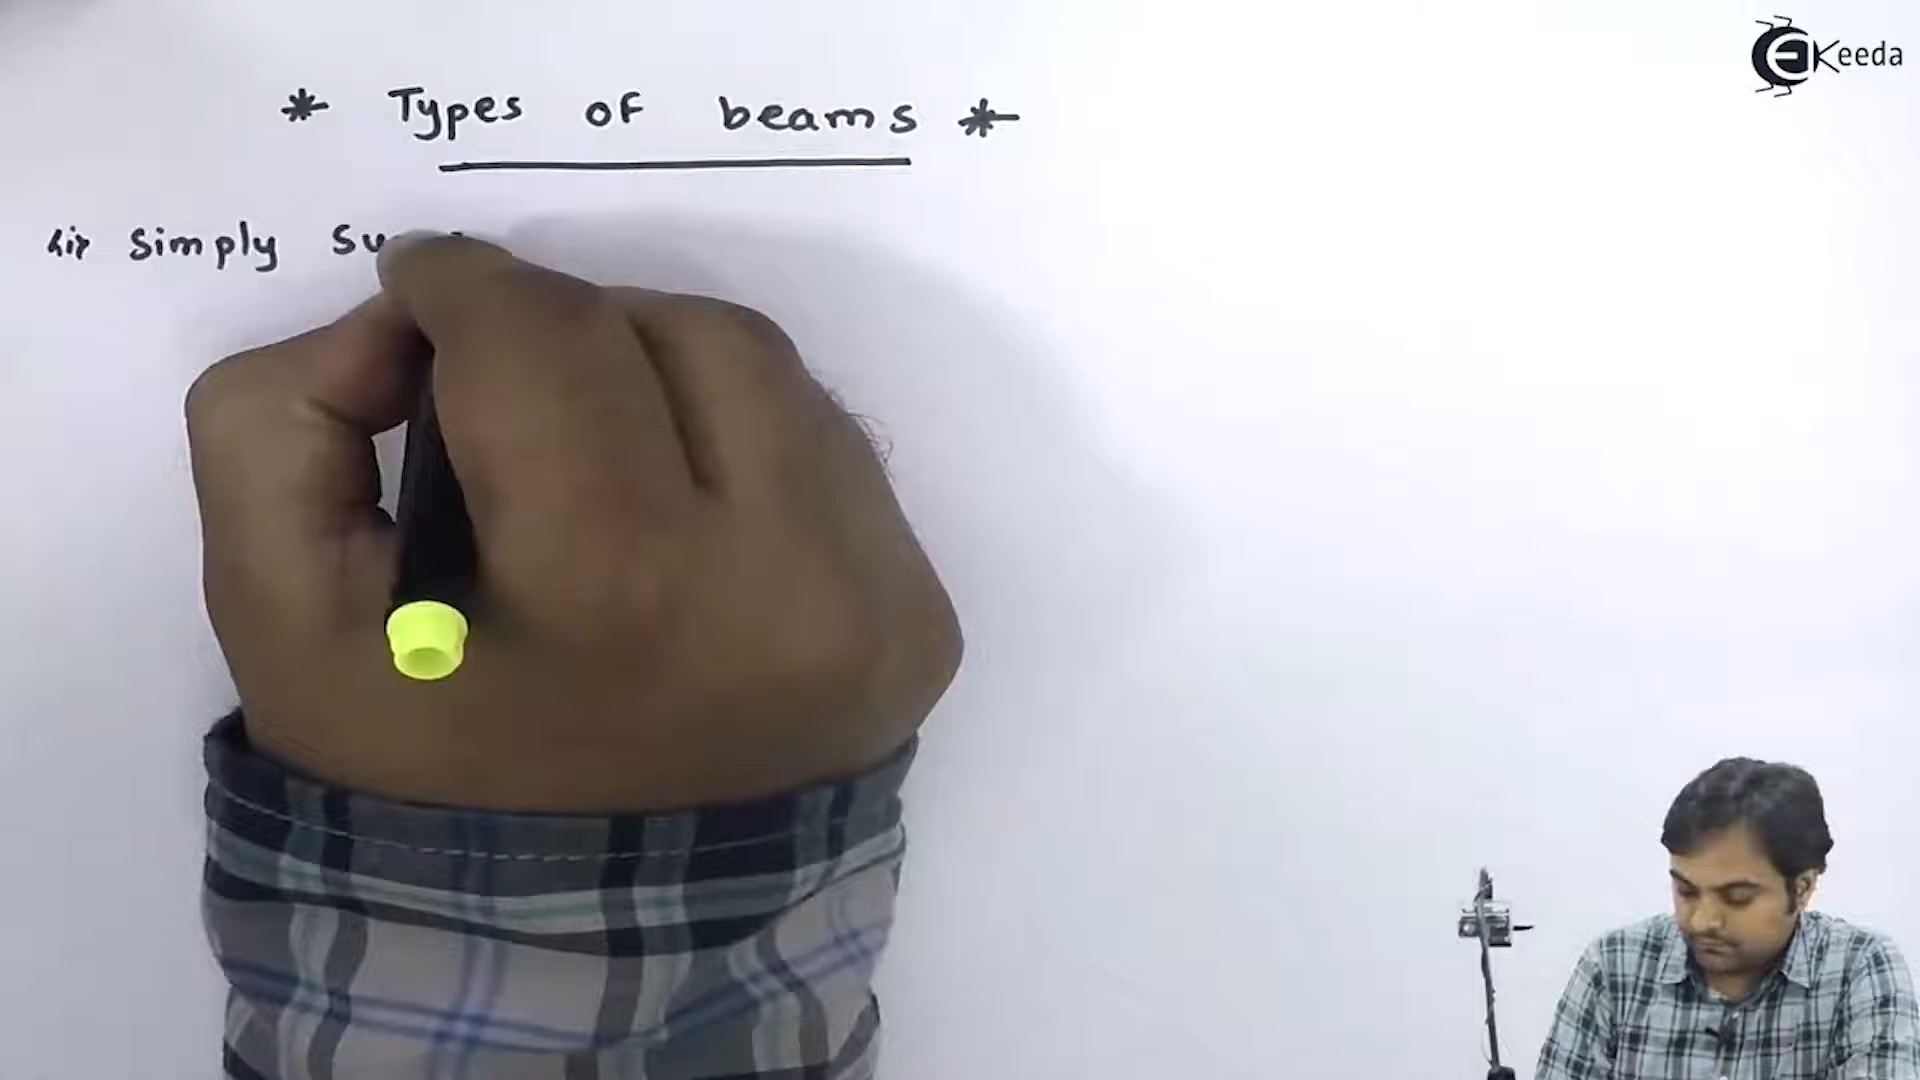 * Types of beams *
simply
EKeeda